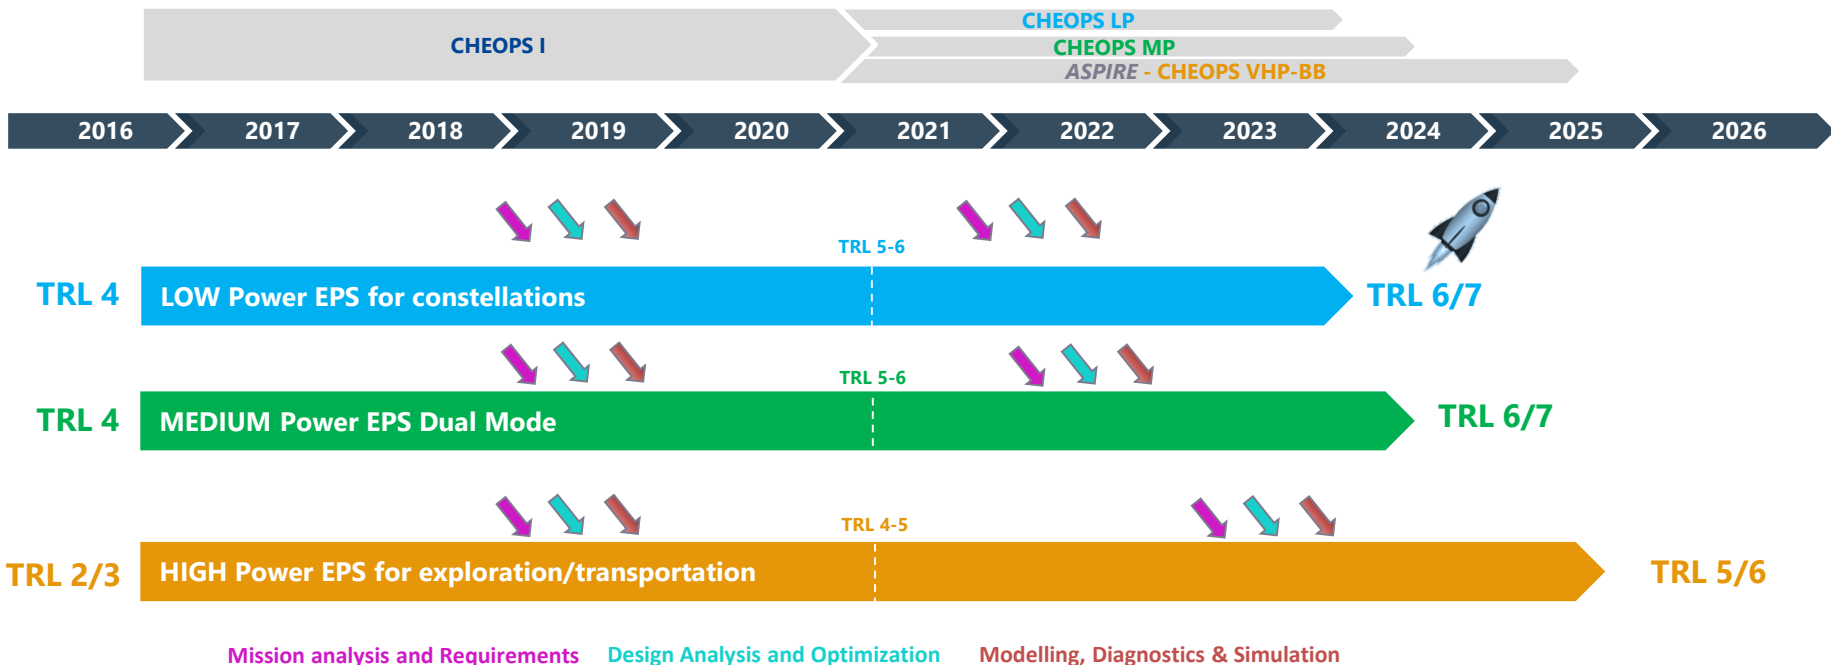 CHEOPS I
CHEOPS LP
CHEOPS MP
ASPIRE - CHEOPS VHP-BB
2016 2017 2018 2019 2020 2021 2022 2023 2024 2025 2026
TRL 5-6
TRL 4 LOW Power EPS for constellations TRL 6/7
TRL 5-6
TRL 4 MEDIUM Power EPS Dual Mode TRL 6/7
TRL 4-5
TRL 2/3 HIGH Power EPS for exploration/transportation TRL 5/6
Mission analysis and Requirements Design Analysis and Optimization Modelling, Diagnostics & Simulation